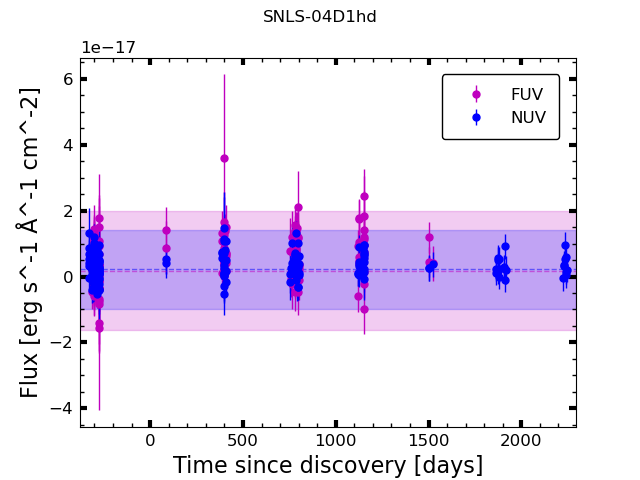 SNLS-04D1hd
1e−17
6
4
2
0
−2
−4
Flux [erg s^-1 Å^-1 cm^-2]
FUV
NUV
0 500 1000 1500 2000
Time since discovery [days]